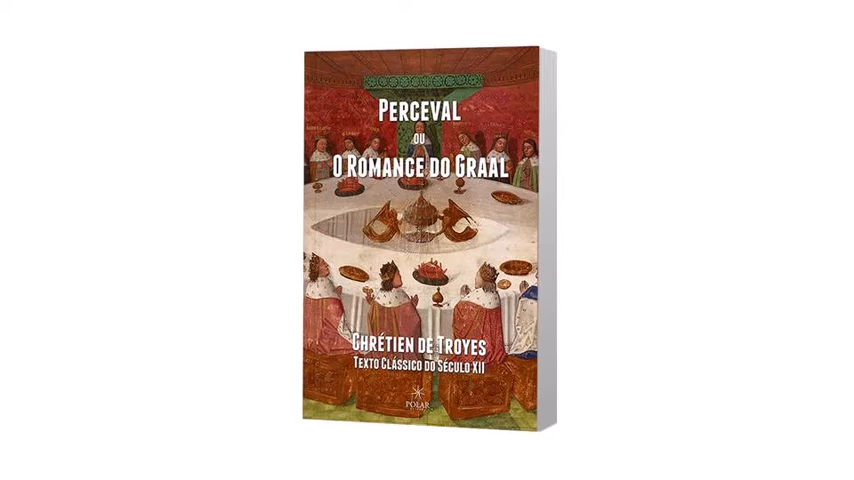 PERCEVAL
OU
O ROMANCE DO GRAAL
CHRÉTIEN DE TROYES
TEXTO CLÁSSICO DO SÉCULO XII
POLAR